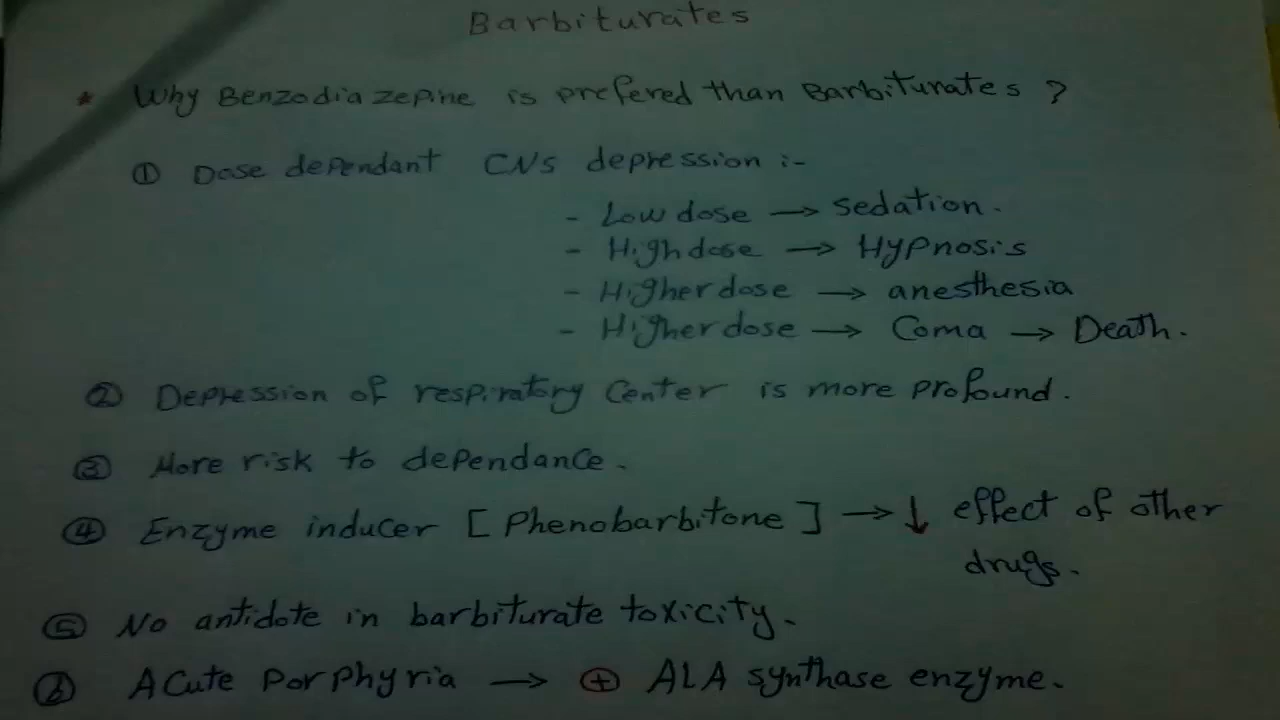 Barbiturates
* Why Benzodiazepine is prefered than Barbiturates ?
① Dose dependant CNS depression :-
- Low dose → sedation.
- High dose → Hypnosis
- Higher dose → anesthesia
- Higher dose → Coma → Death.
② Depression of respiratory Center is more profound.
③ More risk to dependance.
④ Enzyme inducer [Phenobarbitone] → ↓ effect of other
drugs.
⑤ No antidote in barbiturate toxicity.
⑥ Acute Porphyria → ⊕ ALA synthase enzyme.